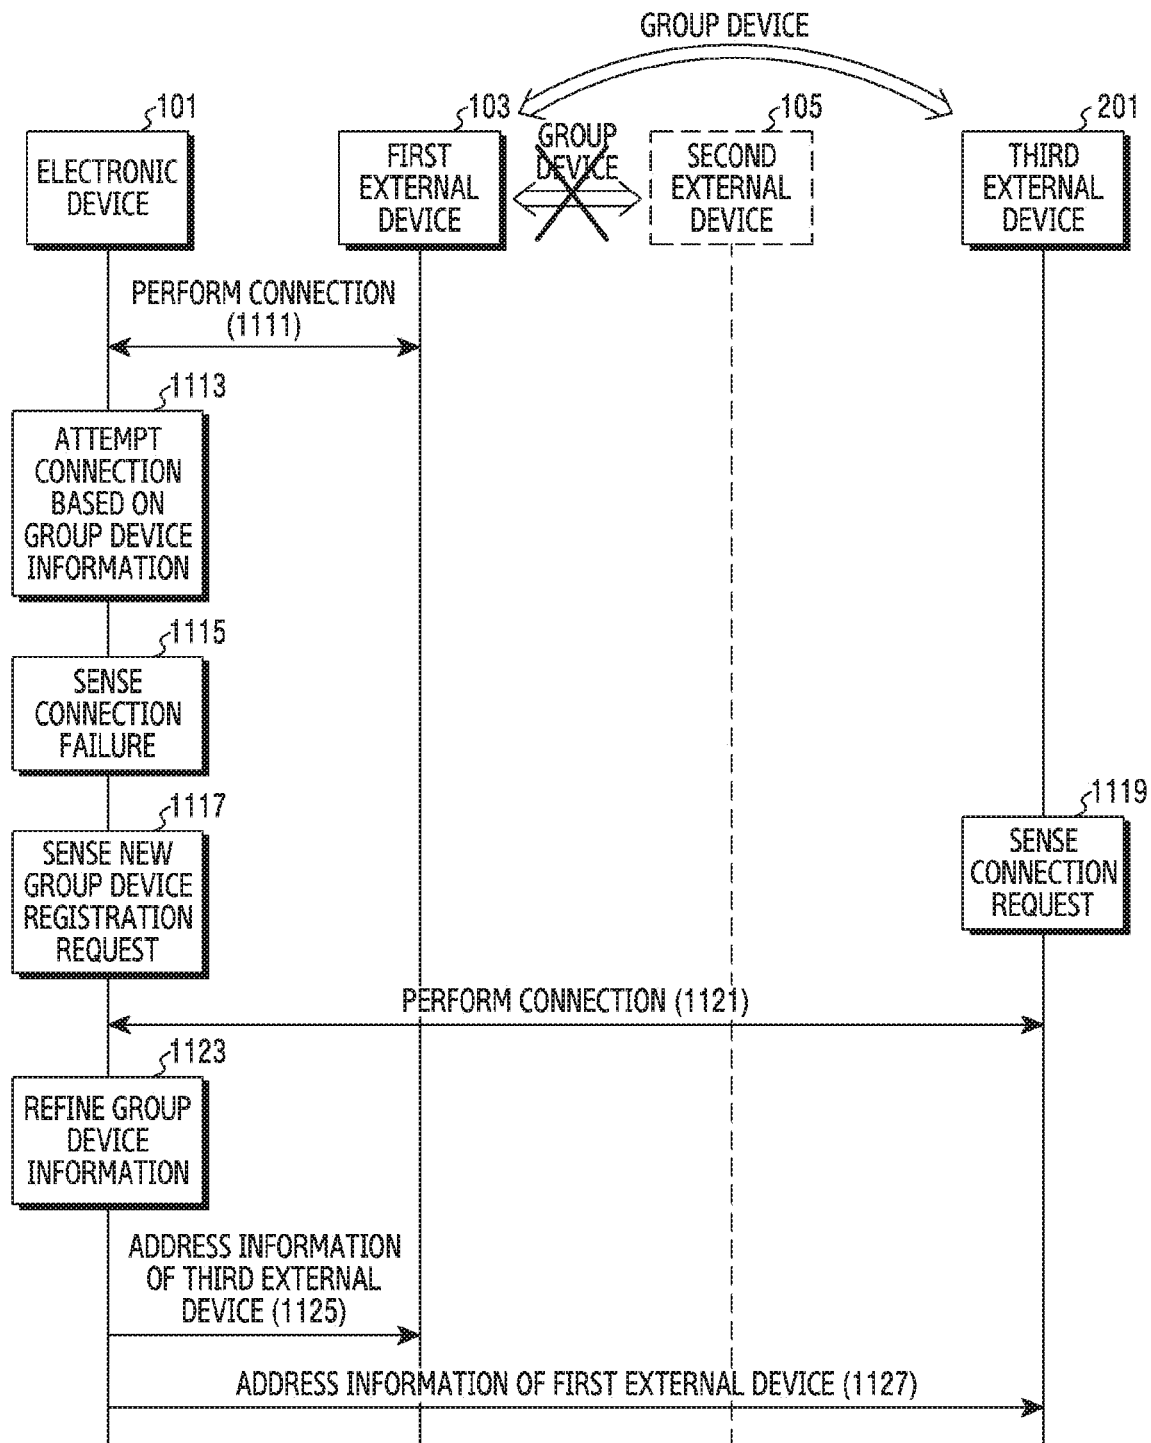 GROUP DEVICE
101
103
105
201
ELECTRONIC
DEVICE
FIRST
EXTERNAL
DEVICE
GROUP
DEVICE
SECOND
EXTERNAL
DEVICE
THIRD
EXTERNAL
DEVICE
PERFORM CONNECTION
(1111)
1113
ATTEMPT
CONNECTION
BASED ON
GROUP DEVICE
INFORMATION
1115
SENSE
CONNECTION
FAILURE
1117
SENSE NEW
GROUP DEVICE
REGISTRATION
REQUEST
1119
SENSE
CONNECTION
REQUEST
PERFORM CONNECTION (1121)
1123
REFINE GROUP
DEVICE
INFORMATION
ADDRESS INFORMATION
OF THIRD EXTERNAL
DEVICE (1125)
ADDRESS INFORMATION OF FIRST EXTERNAL DEVICE (1127)